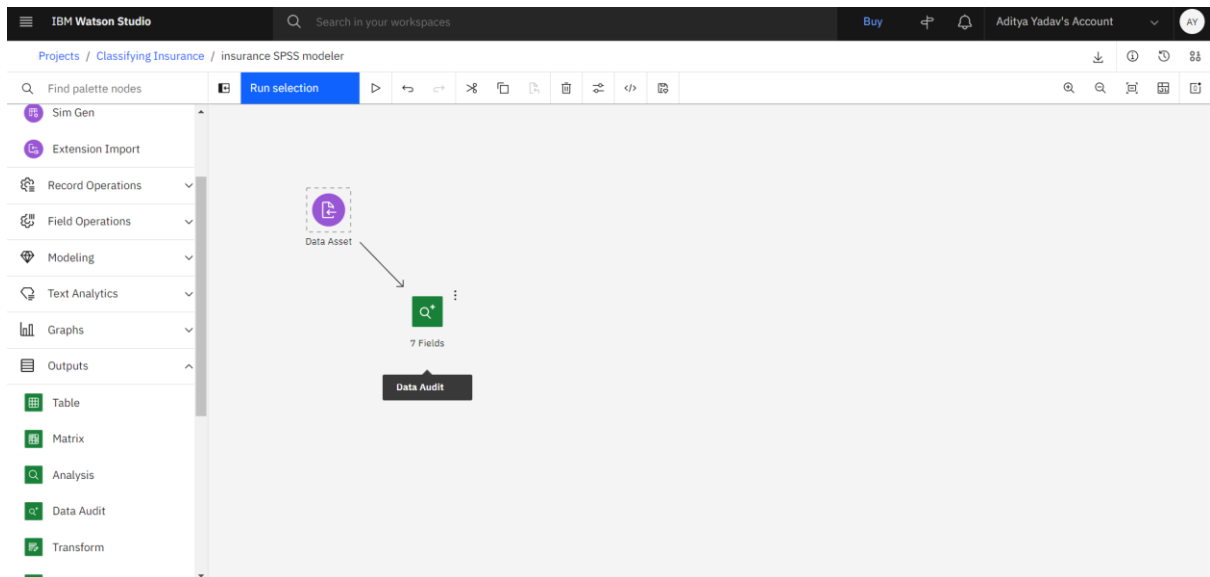 IBM Watson Studio
Search in your workspaces
Buy
Aditya Yadav's Account
AY
Projects / Classifying Insurance / insurance SPSS modeler
Find palette nodes
Run selection
Sim Gen
Extension Import
Record Operations
Field Operations
Modeling
Text Analytics
Graphs
Outputs
Table
Matrix
Analysis
Data Audit
Transform
Data Asset
7 Fields
Data Audit